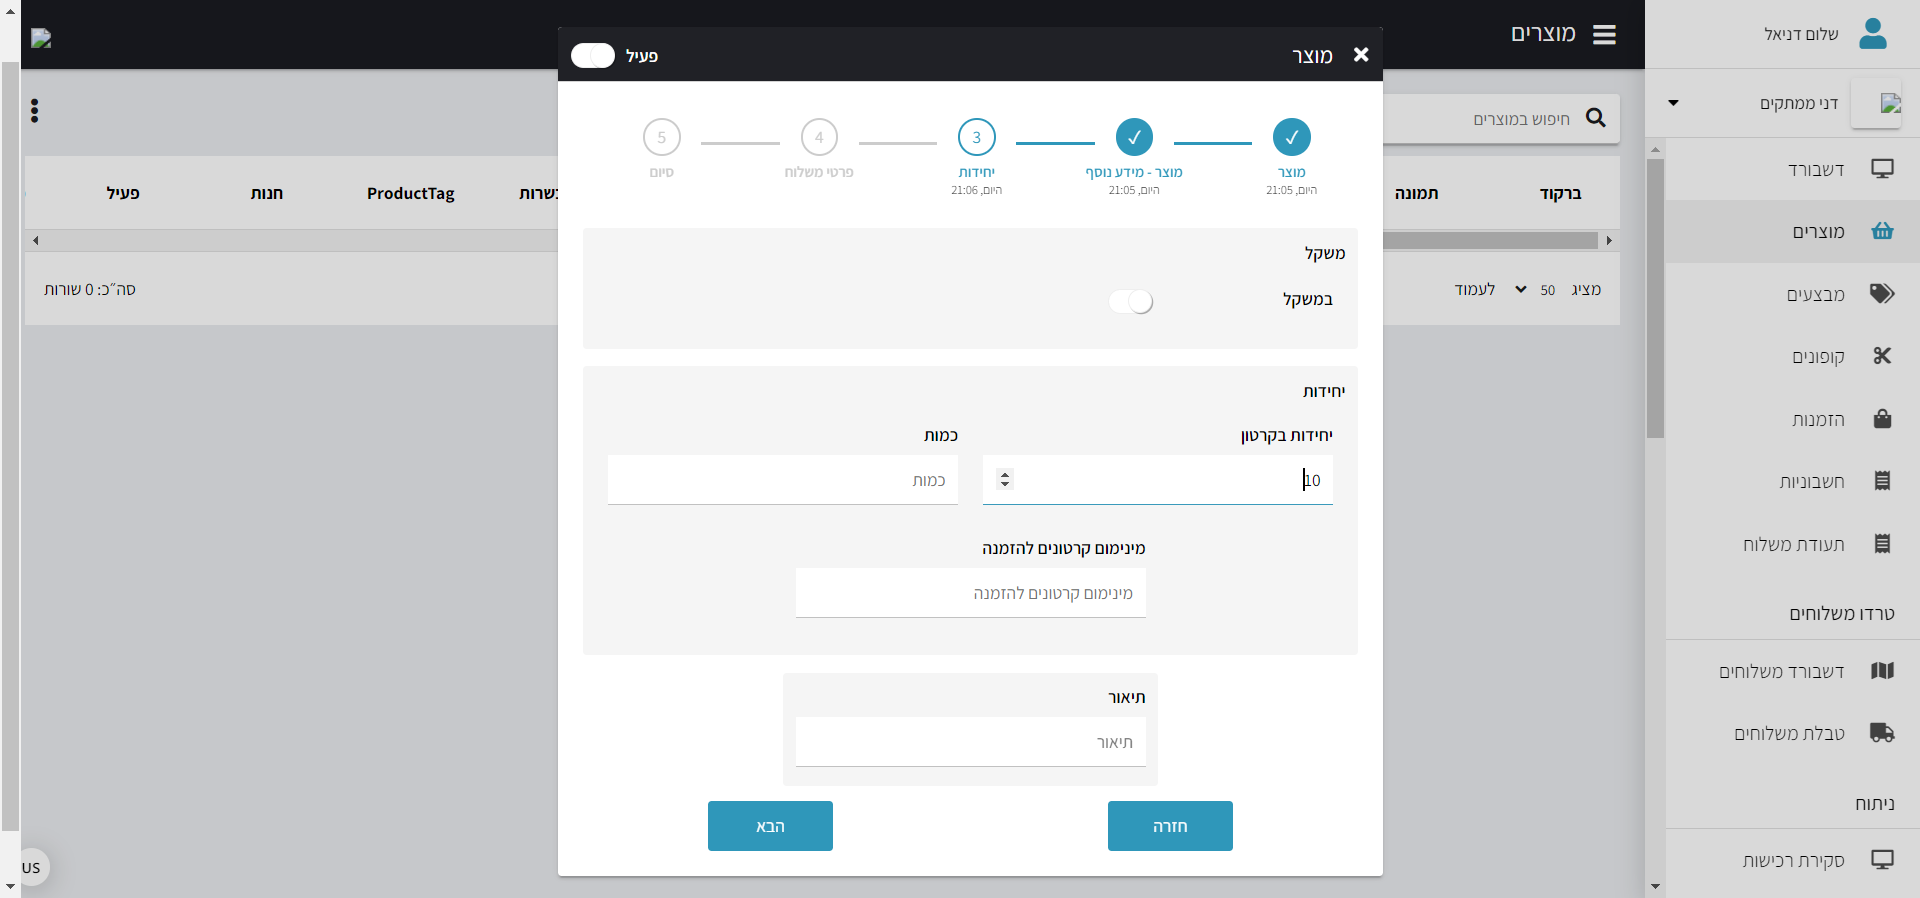 שלום דניאל
דני ממתקים
דשבורד
מוצרים
מבצעים
קופונים
הזמנות
חשבוניות
תעודת משלוח
טרדו משלוחים
דשבורד משלוחים
טבלת משלוחים
ניתוח
סקירת רכישות
מוצרים
חיפוש במוצרים
ברקוד
תמונה
כשרות
ProductTag
חנות
פעיל
מציג
50
לעמוד
סה״כ: 0 שורות
US
מוצר
פעיל
מוצר
היום, 21:05
מוצר - מידע נוסף
היום, 21:05
3
יחידות
היום, 21:06
4
פרטי משלוח
5
סיום
משקל
במשקל
יחידות
יחידות בקרטון
10
כמות
כמות
מינימום קרטונים להזמנה
מינימום קרטונים להזמנה
תיאור
תיאור
חזרה
הבא